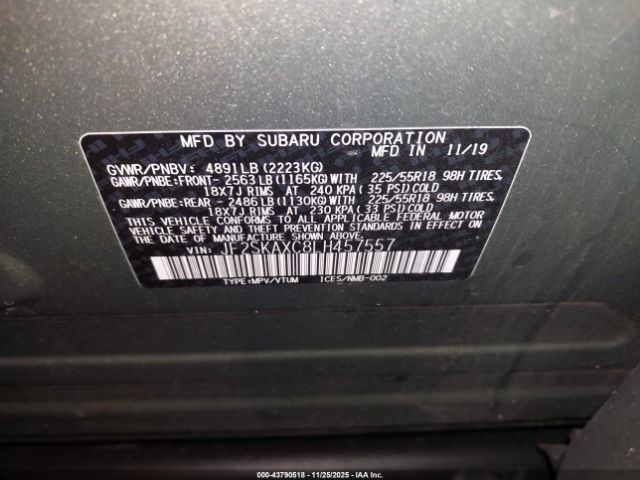 MFD BY SUBARU CORPORATION
MFD IN 11/19
GVWR/PNBV: 4891LB(2223KG)
GAWR/PNBE:FRONT- 2563LB(1165KG)WITH 225/55R18 98H TIRES,
18X7J RIMS AT 240 KPA(35 PSI)COLD
GAWR/PNBE:REAR - 2486LB(1130KG)WITH 225/55R18 98H TIRES,
18X7J RIMS AT 230 KPA(33 PSI)COLD
THIS VEHICLE CONFORMS TO ALL APPLICABLE FEDERAL MOTOR
VEHICLE SAFETY AND THEFT PREVENTION STANDARDS IN EFFECT
ON THE DATE OF MANUFACTURE SHOWN ABOVE.
VIN: JF2SKAXC8LH457557
TYPE:MPV/VTUM ICES/NMB-002
000-43790518 - 11/25/2025 - IAA Inc.